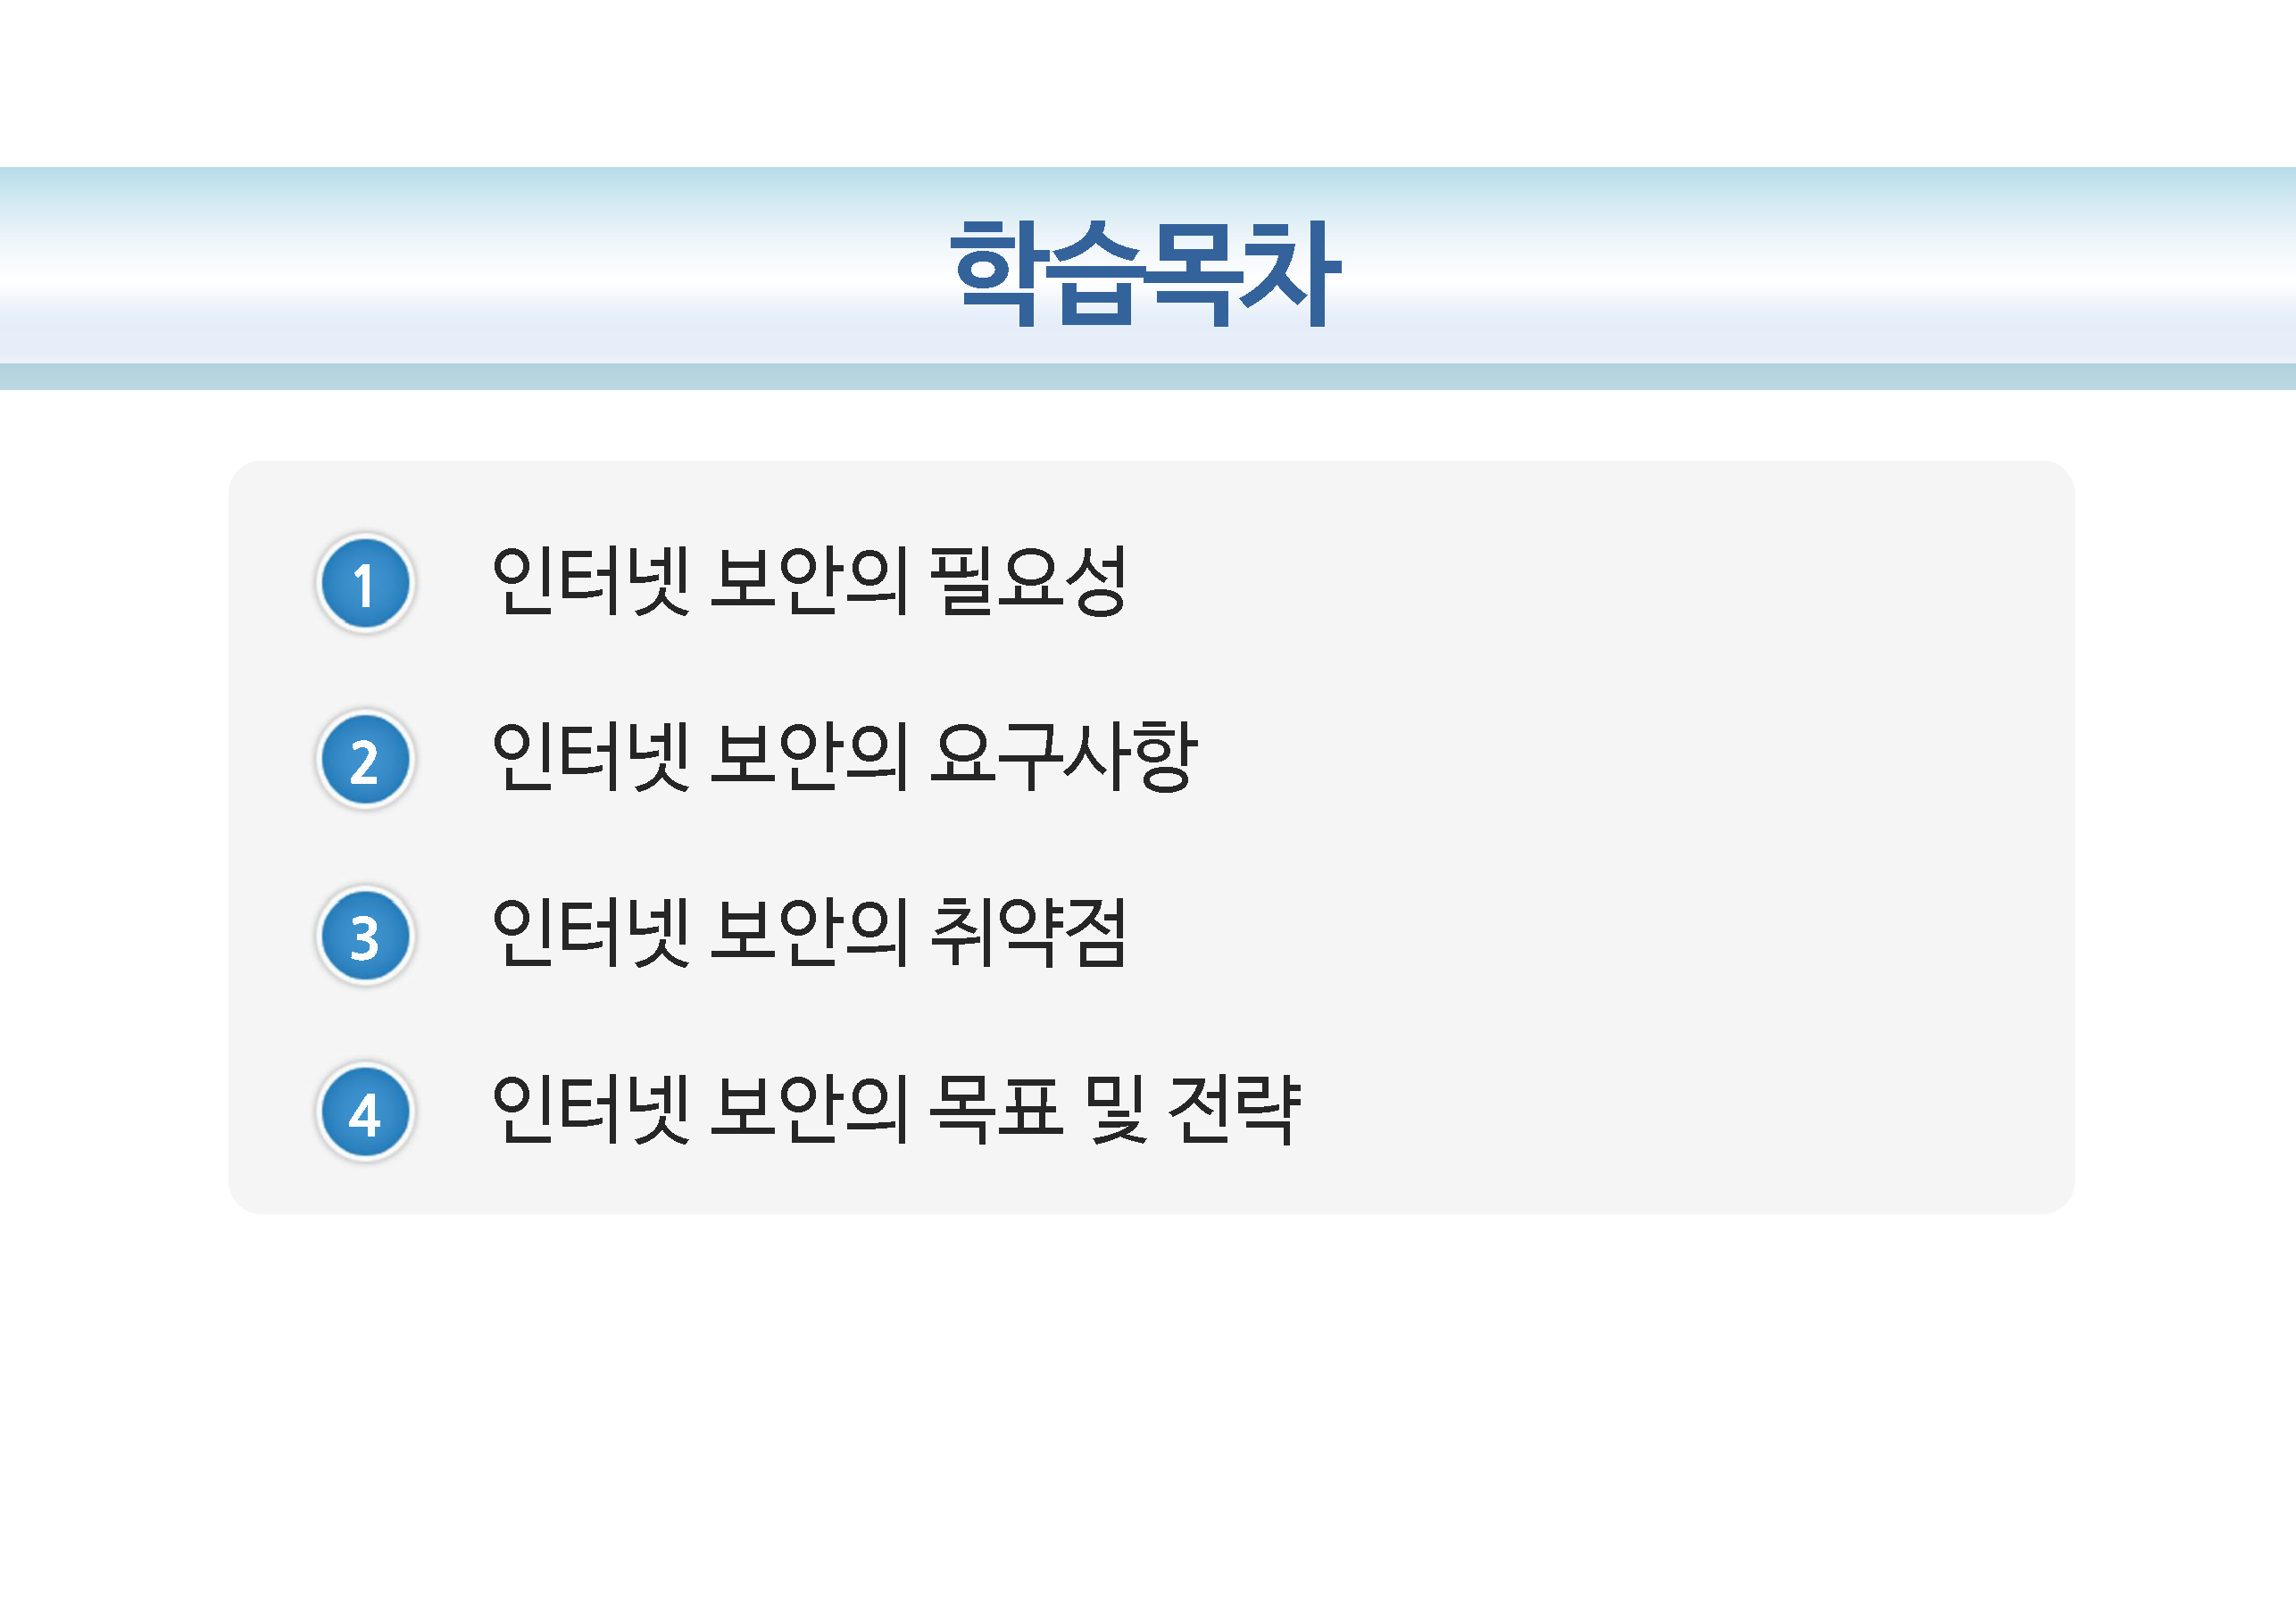 학습목차
1 인터넷 보안의 필요성
2 인터넷 보안의 요구사항
3 인터넷 보안의 취약점
4 인터넷 보안의 목표 및 전략